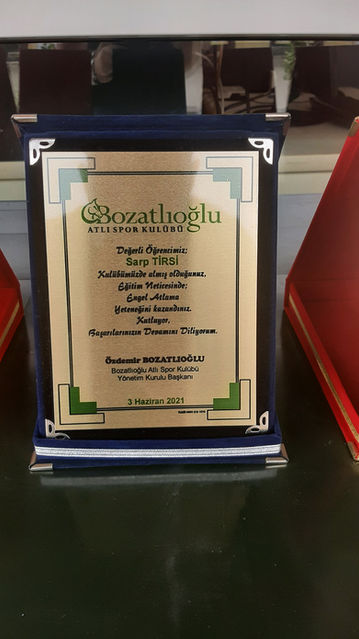 Bozatlıoğlu
ATLI SPOR KULÜBÜ
Değerli Öğrencimiz;
Sarp TİRSİ
Kulübümüzde almış olduğunuz,
Eğitim Neticesinde;
Engel Atlama
Yeteneğini kazandınız.
Kutluyor,
Başarılarınızın Devamını Diliyorum.
Özdemir BOZATLIOĞLU
Bozatlıoğlu Atlı Spor Kulübü
Yönetim Kurulu Başkanı
3 Haziran 2021